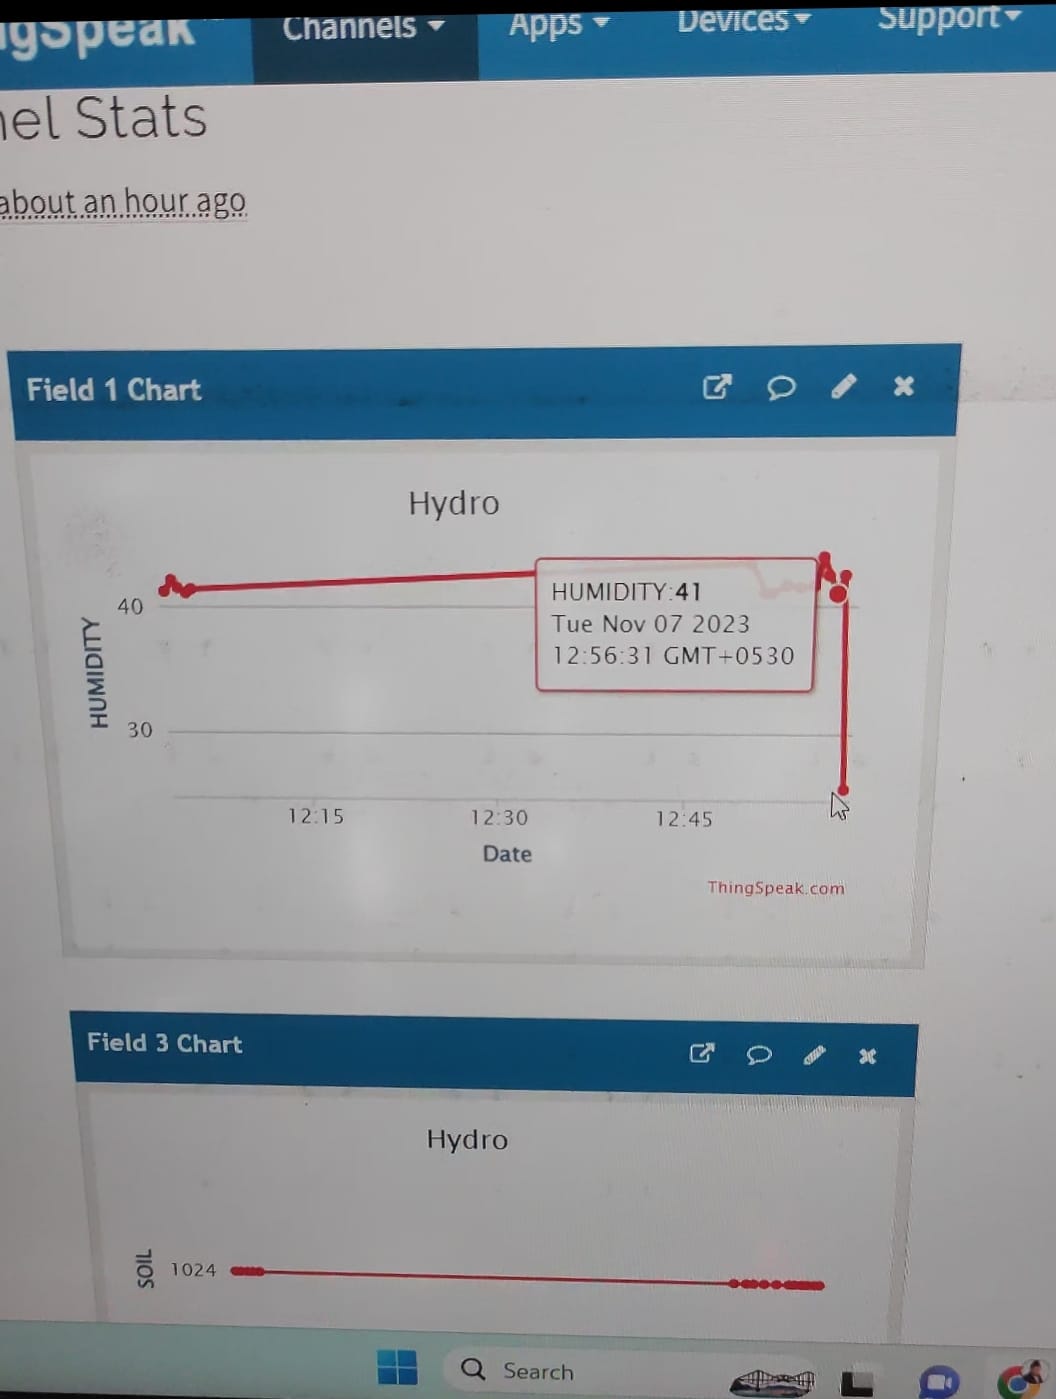 ngSpeak Channels Apps Devices Support
nel Stats
about an hour ago
Field 1 Chart
Hydro
HUMIDITY:41
Tue Nov 07 2023
12:56:31 GMT+0530
HUMIDITY
40
30
12:15 12:30 12:45
Date
ThingSpeak.com
Field 3 Chart
Hydro
SOIL
1024
Search